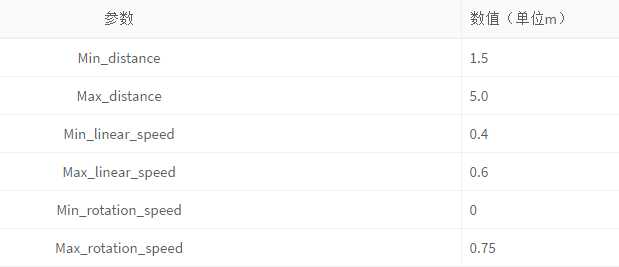 参数 数值（单位m）
Min_distance 1.5
Max_distance 5.0
Min_linear_speed 0.4
Max_linear_speed 0.6
Min_rotation_speed 0
Max_rotation_speed 0.75